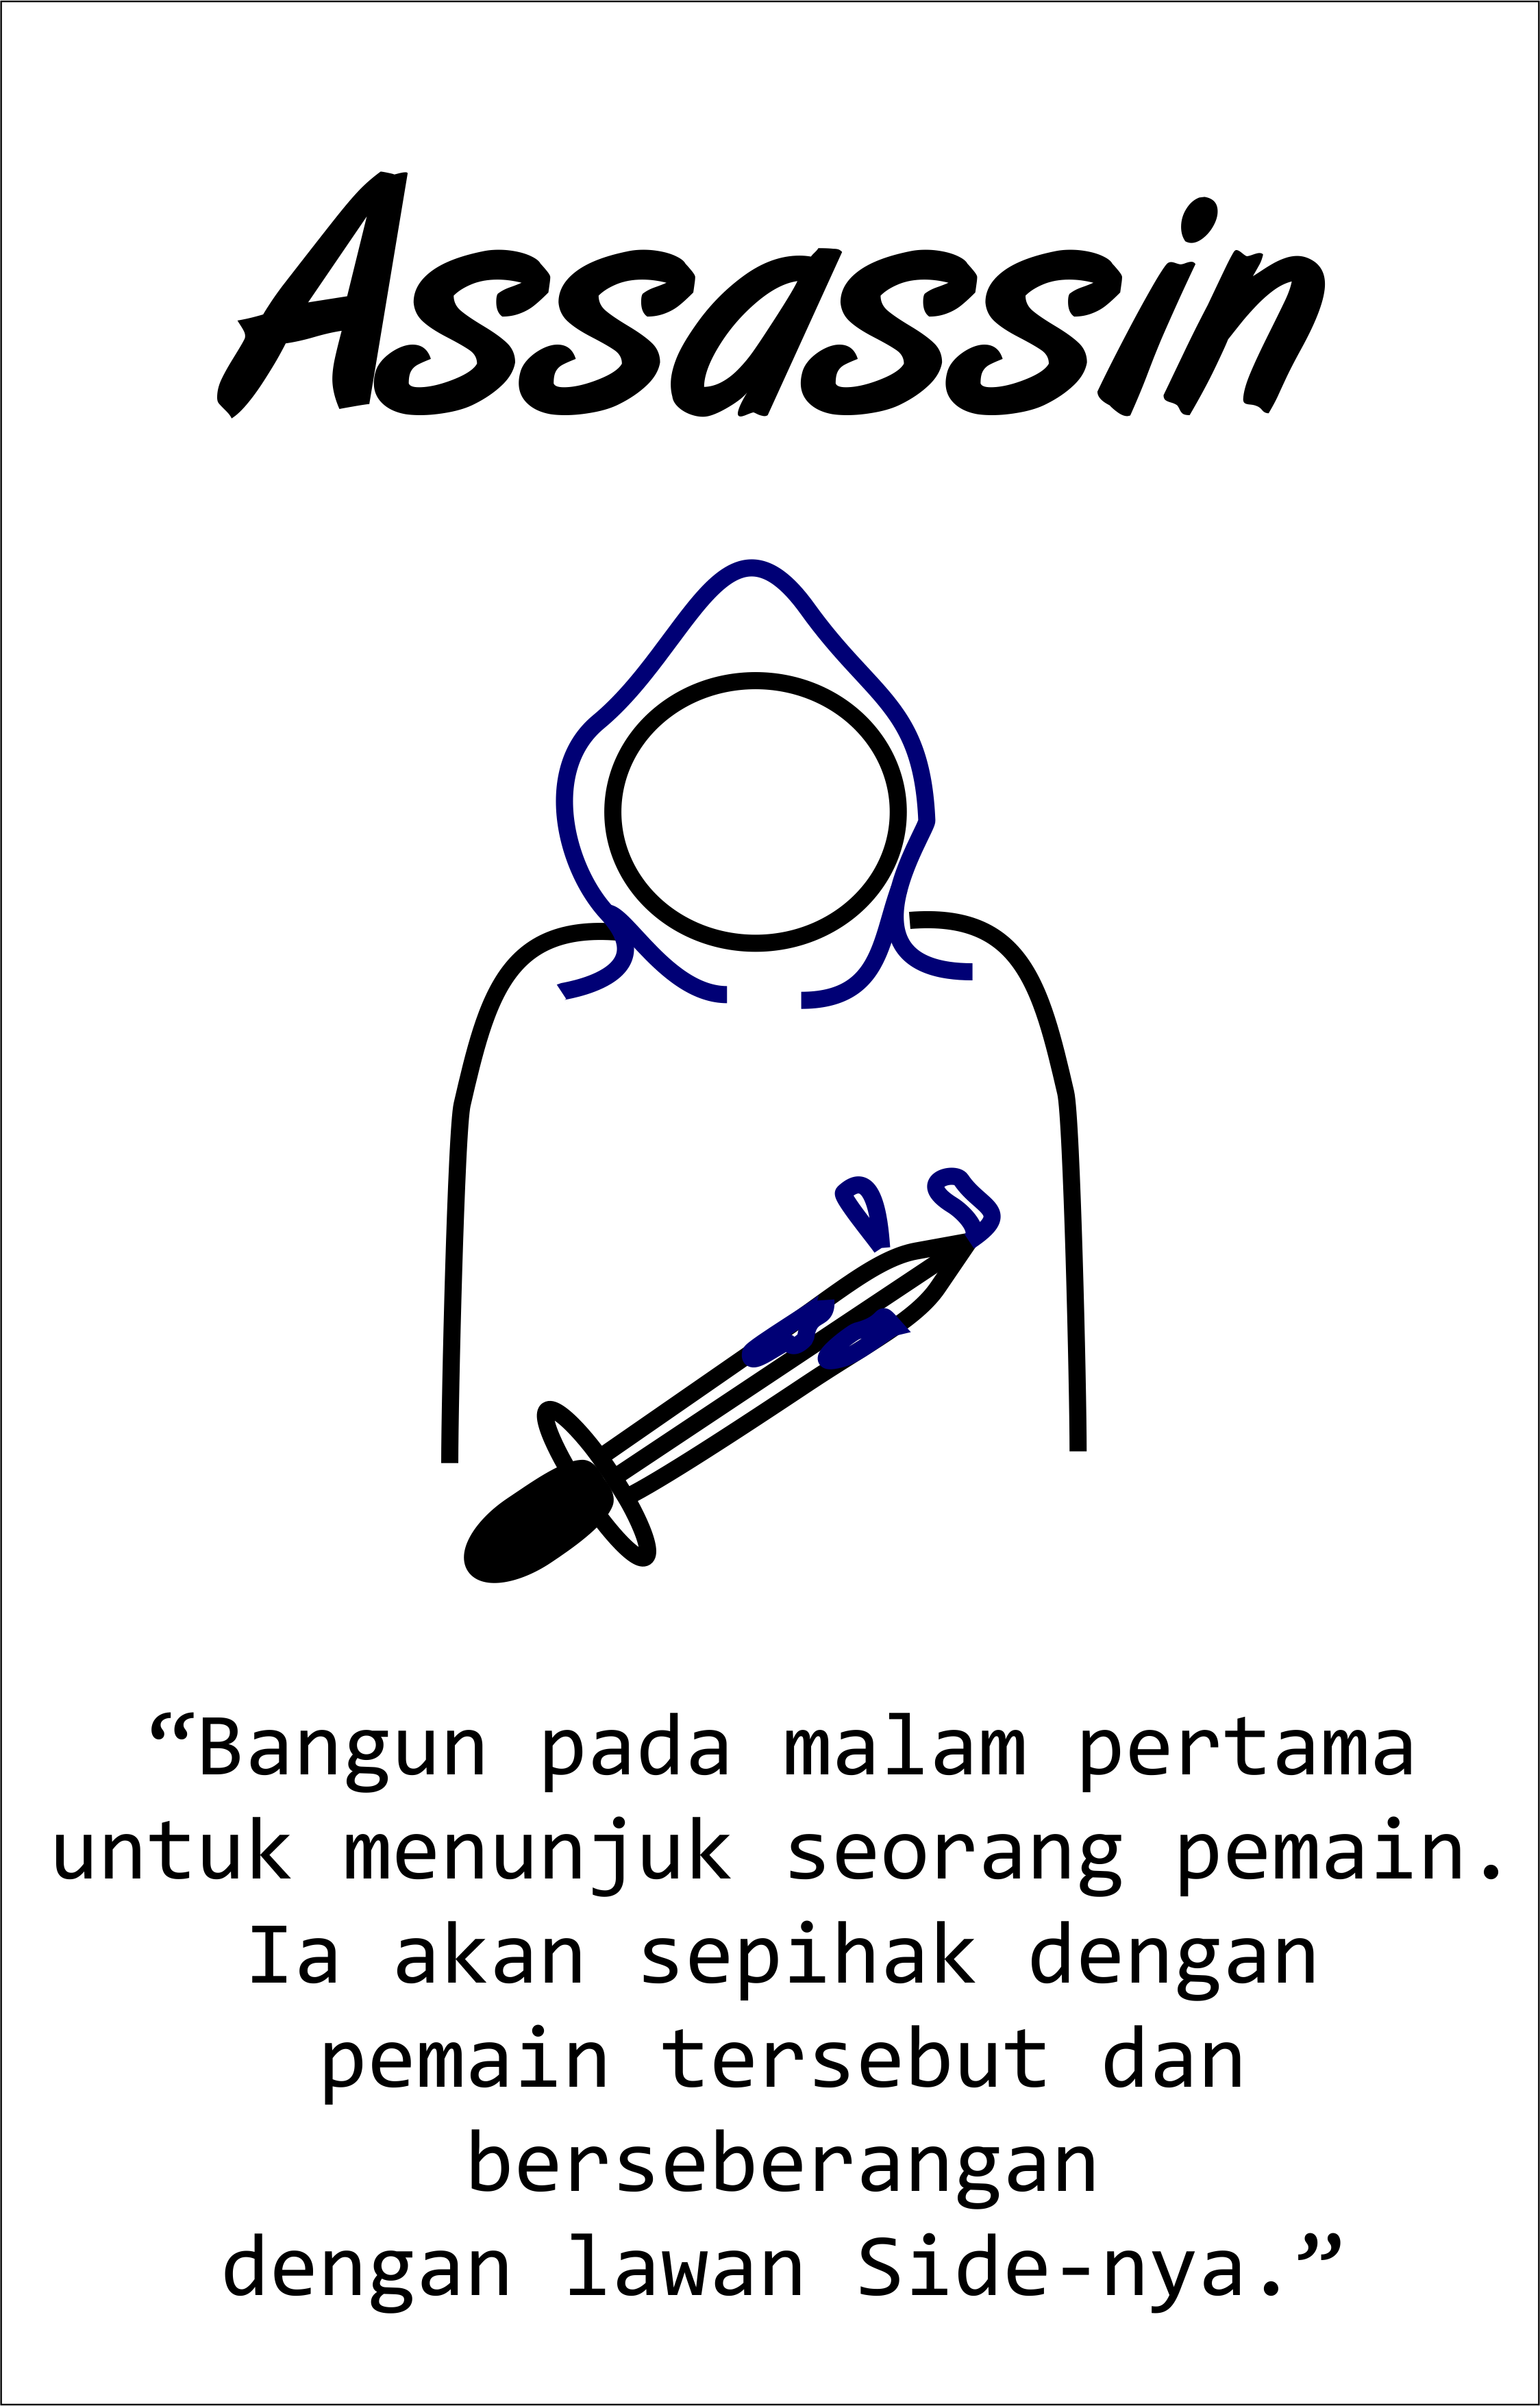 Assassin
“Bangun pada malam pertama
untuk menunjuk seorang pemain.
Ia akan sepihak dengan
pemain tersebut dan
berseberangan
dengan lawan Side-nya.”